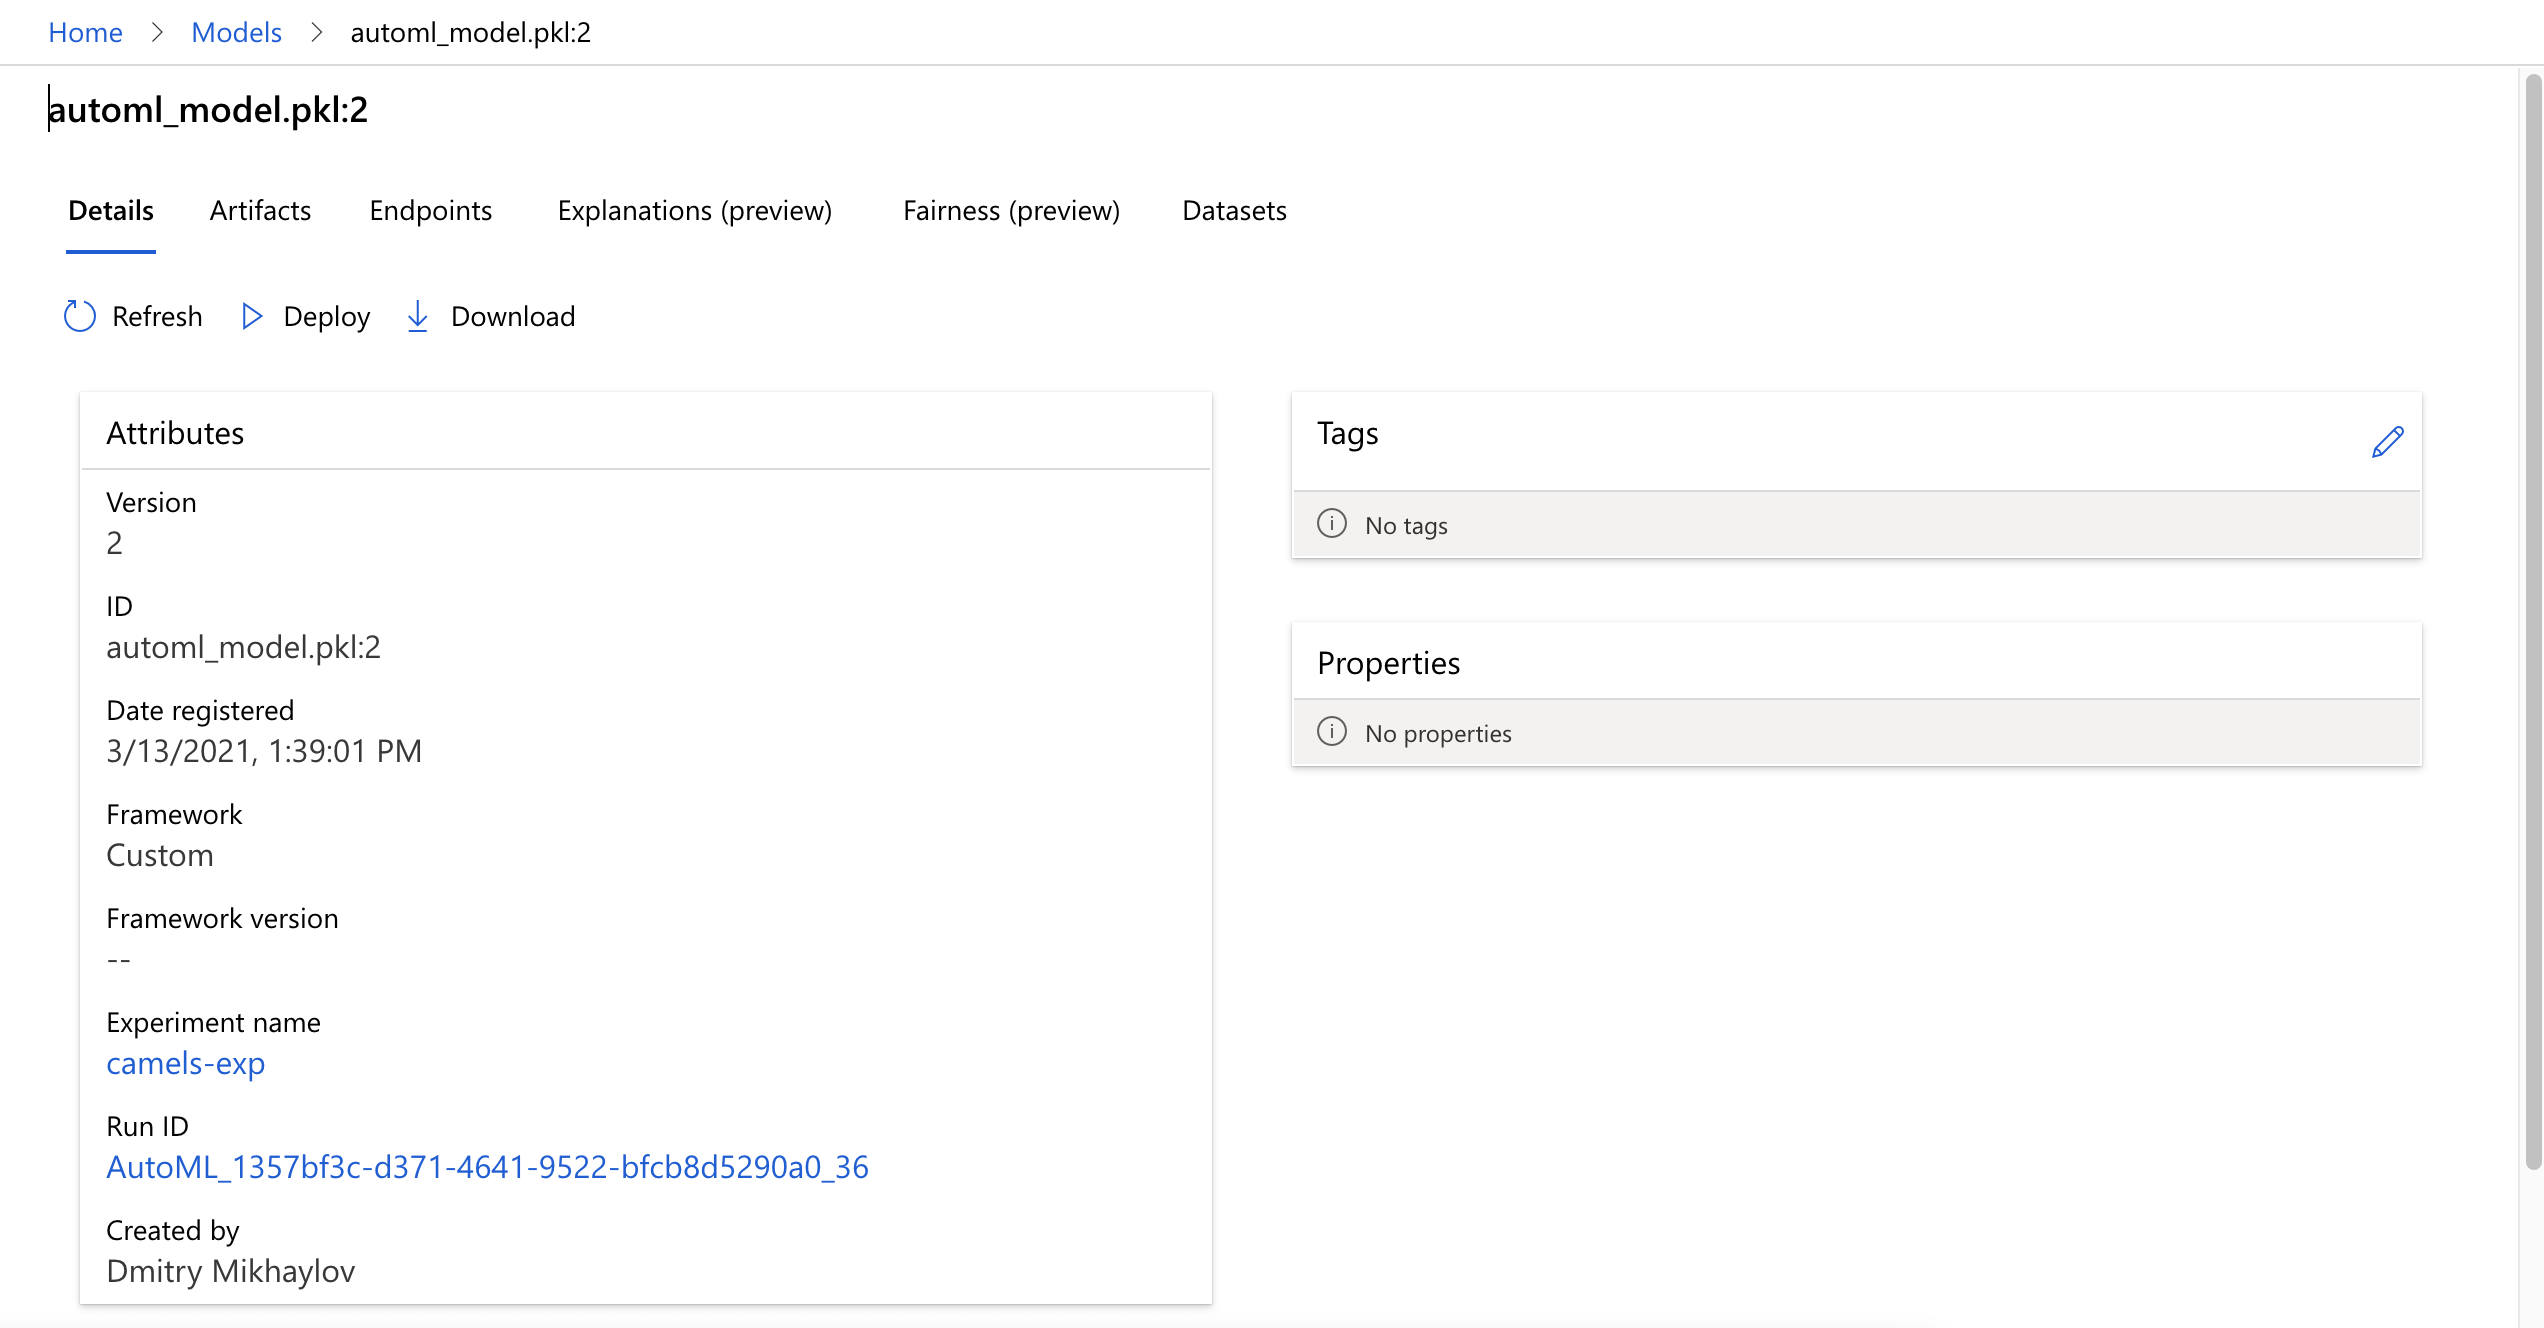 Home > Models > automl_model.pkl:2
automl_model.pkl:2
Details Artifacts Endpoints Explanations (preview) Fairness (preview) Datasets
Refresh Deploy Download
Attributes
Version
2
ID
automl_model.pkl:2
Date registered
3/13/2021, 1:39:01 PM
Framework
Custom
Framework version
--
Experiment name
camels-exp
Run ID
AutoML_1357bf3c-d371-4641-9522-bfcb8d5290a0_36
Created by
Dmitry Mikhaylov
Tags
No tags
Properties
No properties